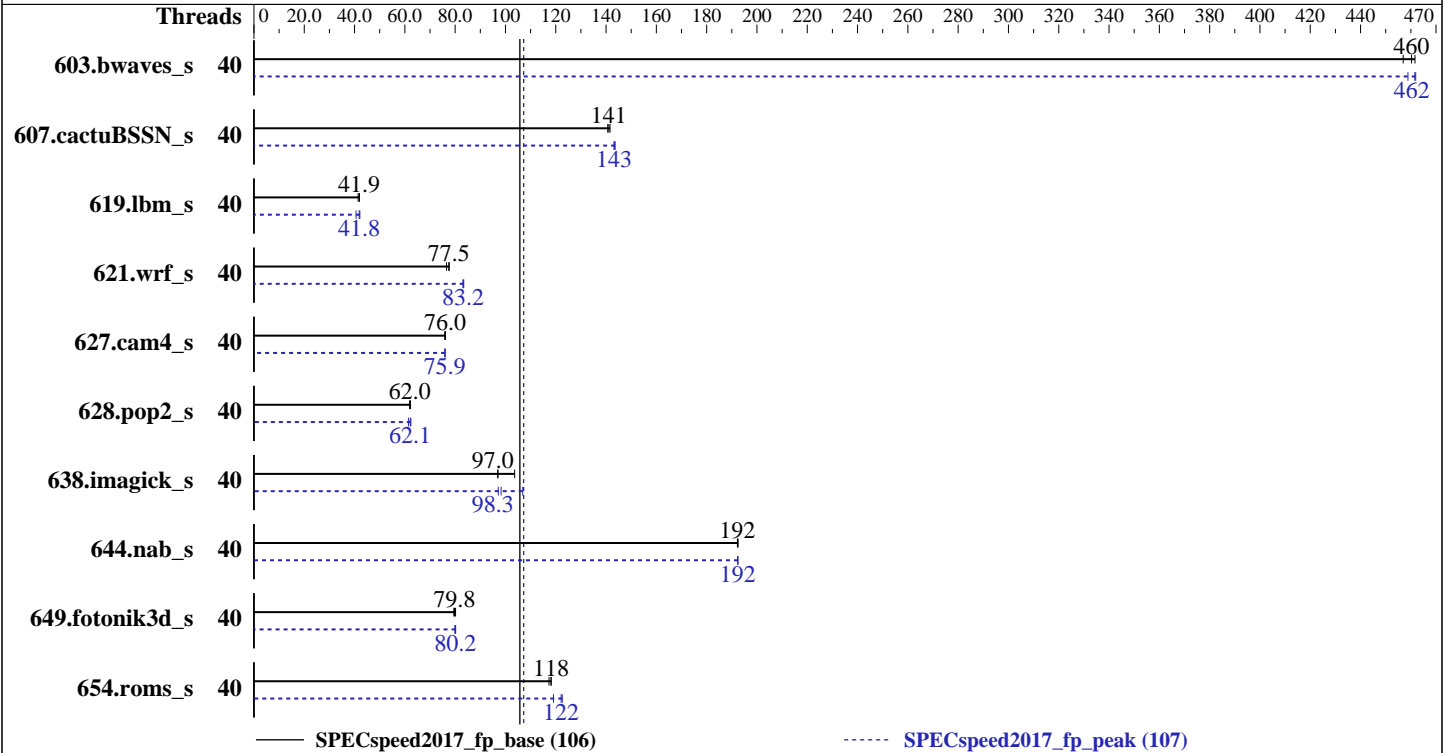 Threads 0 20.0 40.0 60.0 80.0 120 140 160 180 200 220 240 260 280 300 320 340 360 380 400 420 440 470
603.bwaves_s 40 460
462
607.cactuBSSN_s 40 141
143
619.lbm_s 40 41.9
41.8
621.wrf_s 40 77.5
83.2
627.cam4_s 40 76.0
75.9
628.pop2_s 40 62.0
62.1
638.imagick_s 40 97.0
98.3
644.nab_s 40 192
192
649.fotonik3d_s 40 79.8
80.2
654.roms_s 40 118
122
SPECspeed2017_fp_base (106) SPECspeed2017_fp_peak (107)